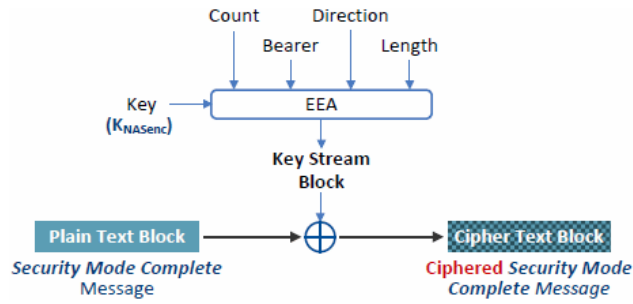 Count Direction
Bearer Length
Key
(KNASenc)
EEA
Key Stream
Block
Plain Text Block
Cipher Text Block
Security Mode Complete
Message
Ciphered Security Mode
Complete Message